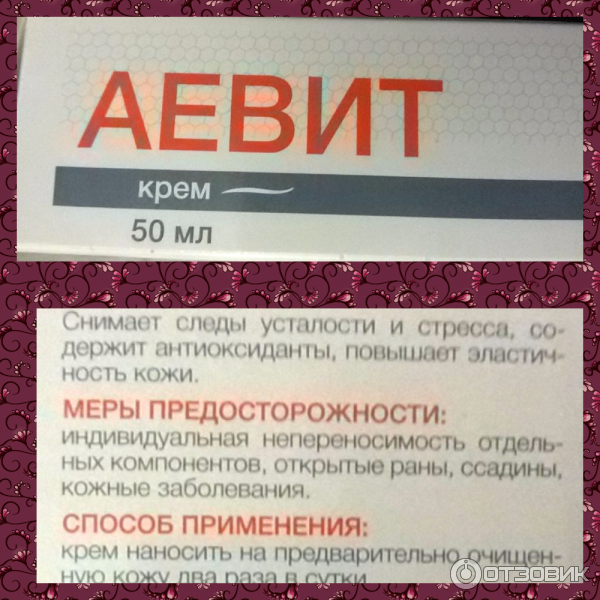 АЕВИТ
крем
50 мл
Снимает следы усталости и стресса, со-
держит антиоксиданты, повышает эластич-
ность кожи.
МЕРЫ ПРЕДОСТОРОЖНОСТИ:
индивидуальная непереносимость отдель-
ных компонентов, открытые раны, ссадины,
кожные заболевания.
СПОСОБ ПРИМЕНЕНИЯ:
крем наносить на предварительно очищен-
ную кожу два раза в сутки
ОТЗОВИК